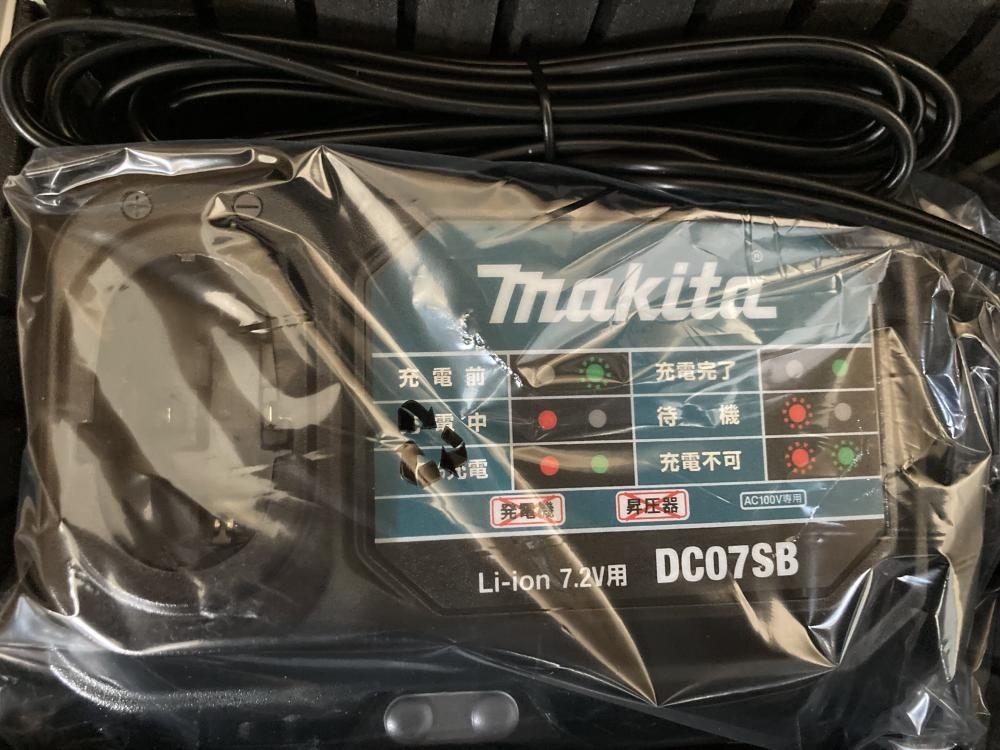 makita®
充電前
充電完了
電中
待機
充電
充電不可
発電機
昇圧器
AC100V専用
Li-ion 7.2V用
DC07SB